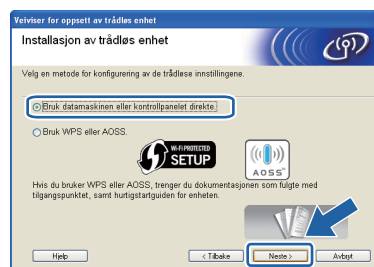 Veiviser for oppsett av trådløs enhet
Installasjon av trådløs enhet
Velg en metode for konfigurering av de trådløse innstillingene.
Bruk datamaskinen eller kontrollpanelet direkte.
Bruk WPS eller AOSS.
Wi-Fi PROTECTED
SETUP
AOSS
Hvis du bruker WPS eller AOSS, trenger du dokumentasjonen som fulgte med
tilgangspunktet, samt hurtigstartguiden for enheten.
Hjelp
< Tilbake
Neste >
Avbryt